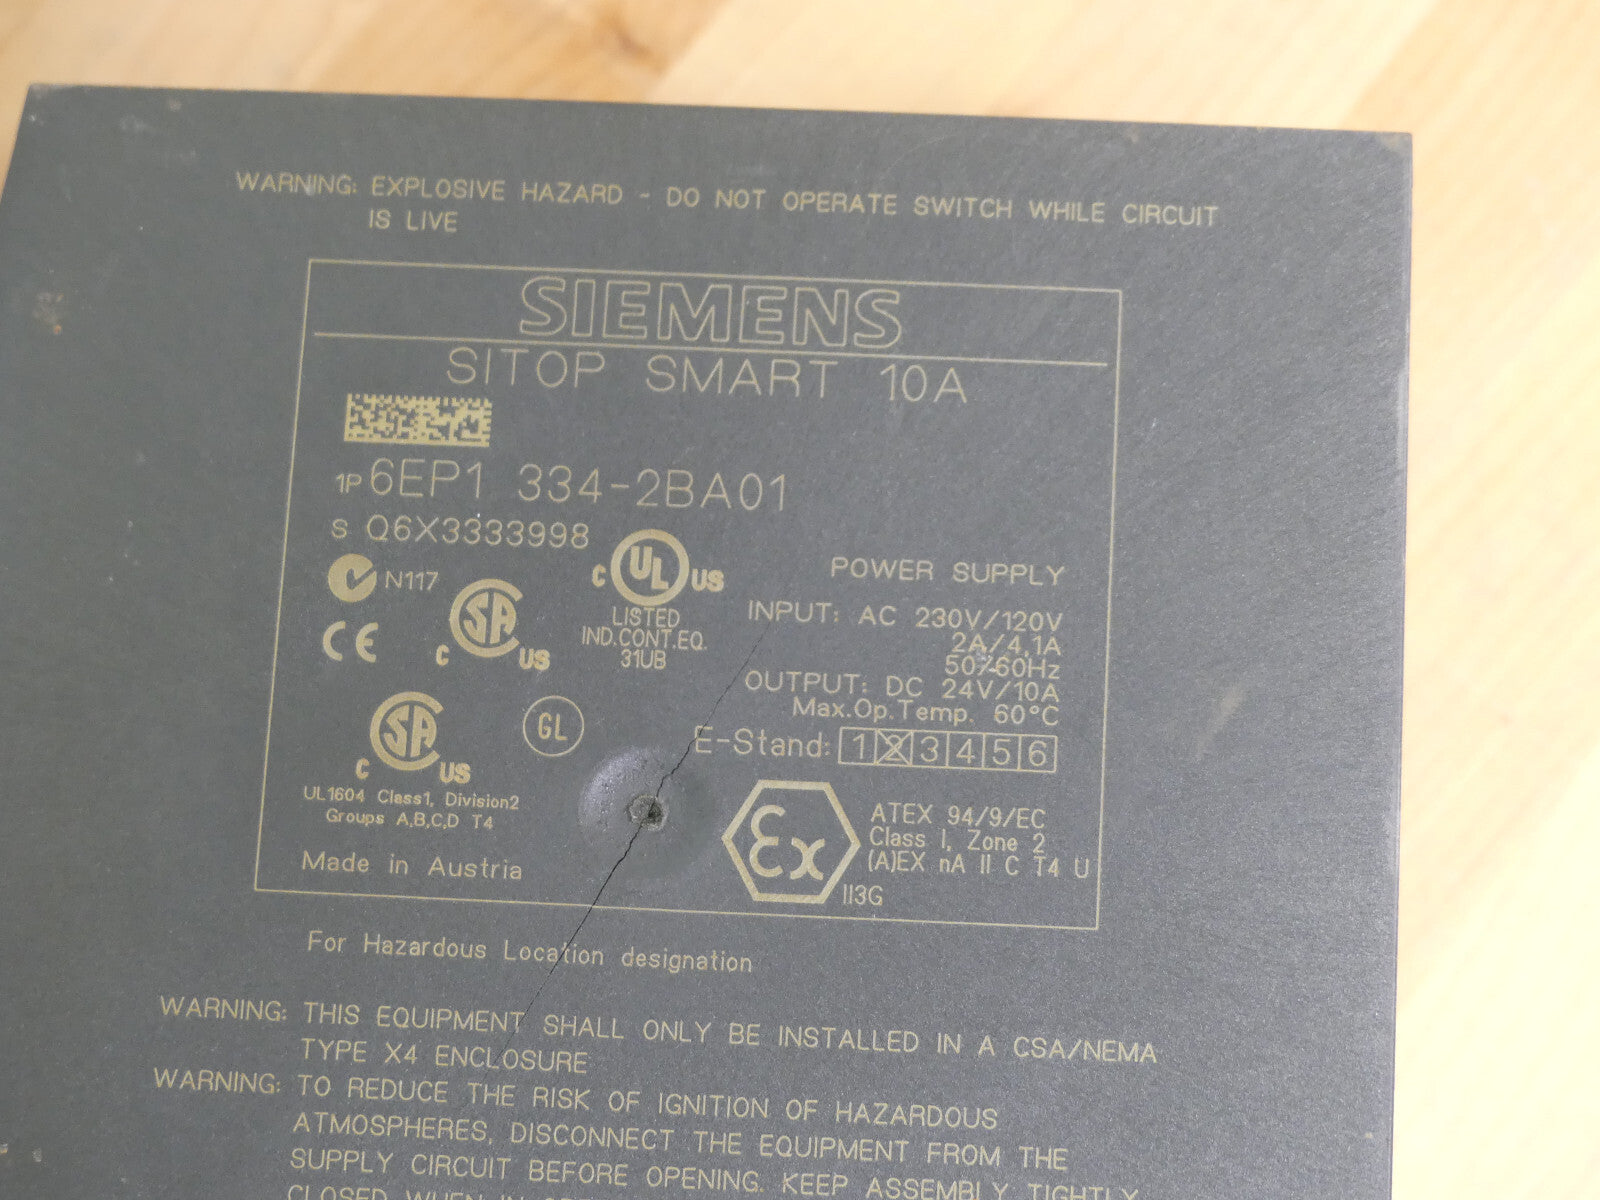 WARNING: EXPLOSIVE HAZARD - DO NOT OPERATE SWITCH WHILE CIRCUIT
IS LIVE
SIEMENS
SITOP SMART 10A
1P 6EP1 334-2BA01
S Q6X3333998
N117
CE
SA
C US
C UL US
LISTED
IND.CONT.EQ.
31UB
POWER SUPPLY
INPUT: AC 230V/120V
2A/4,1A
50/60Hz
OUTPUT: DC 24V/10A
Max.Op.Temp. 60°C
E-Stand: 1 2 3 4 5 6
SA
C US
UL1604 Class1, Division2
Groups A,B,C,D T4
GL
Made in Austria
Ex
ATEX 94/9/EC
Class I, Zone 2
(A)EX nA II C T4 U
II3G
For Hazardous Location designation
WARNING: THIS EQUIPMENT SHALL ONLY BE INSTALLED IN A CSA/NEMA
TYPE X4 ENCLOSURE
WARNING: TO REDUCE THE RISK OF IGNITION OF HAZARDOUS
ATMOSPHERES, DISCONNECT THE EQUIPMENT FROM THE
SUPPLY CIRCUIT BEFORE OPENING. KEEP ASSEMBLY TIGHTLY
CLOSED WHEN IN